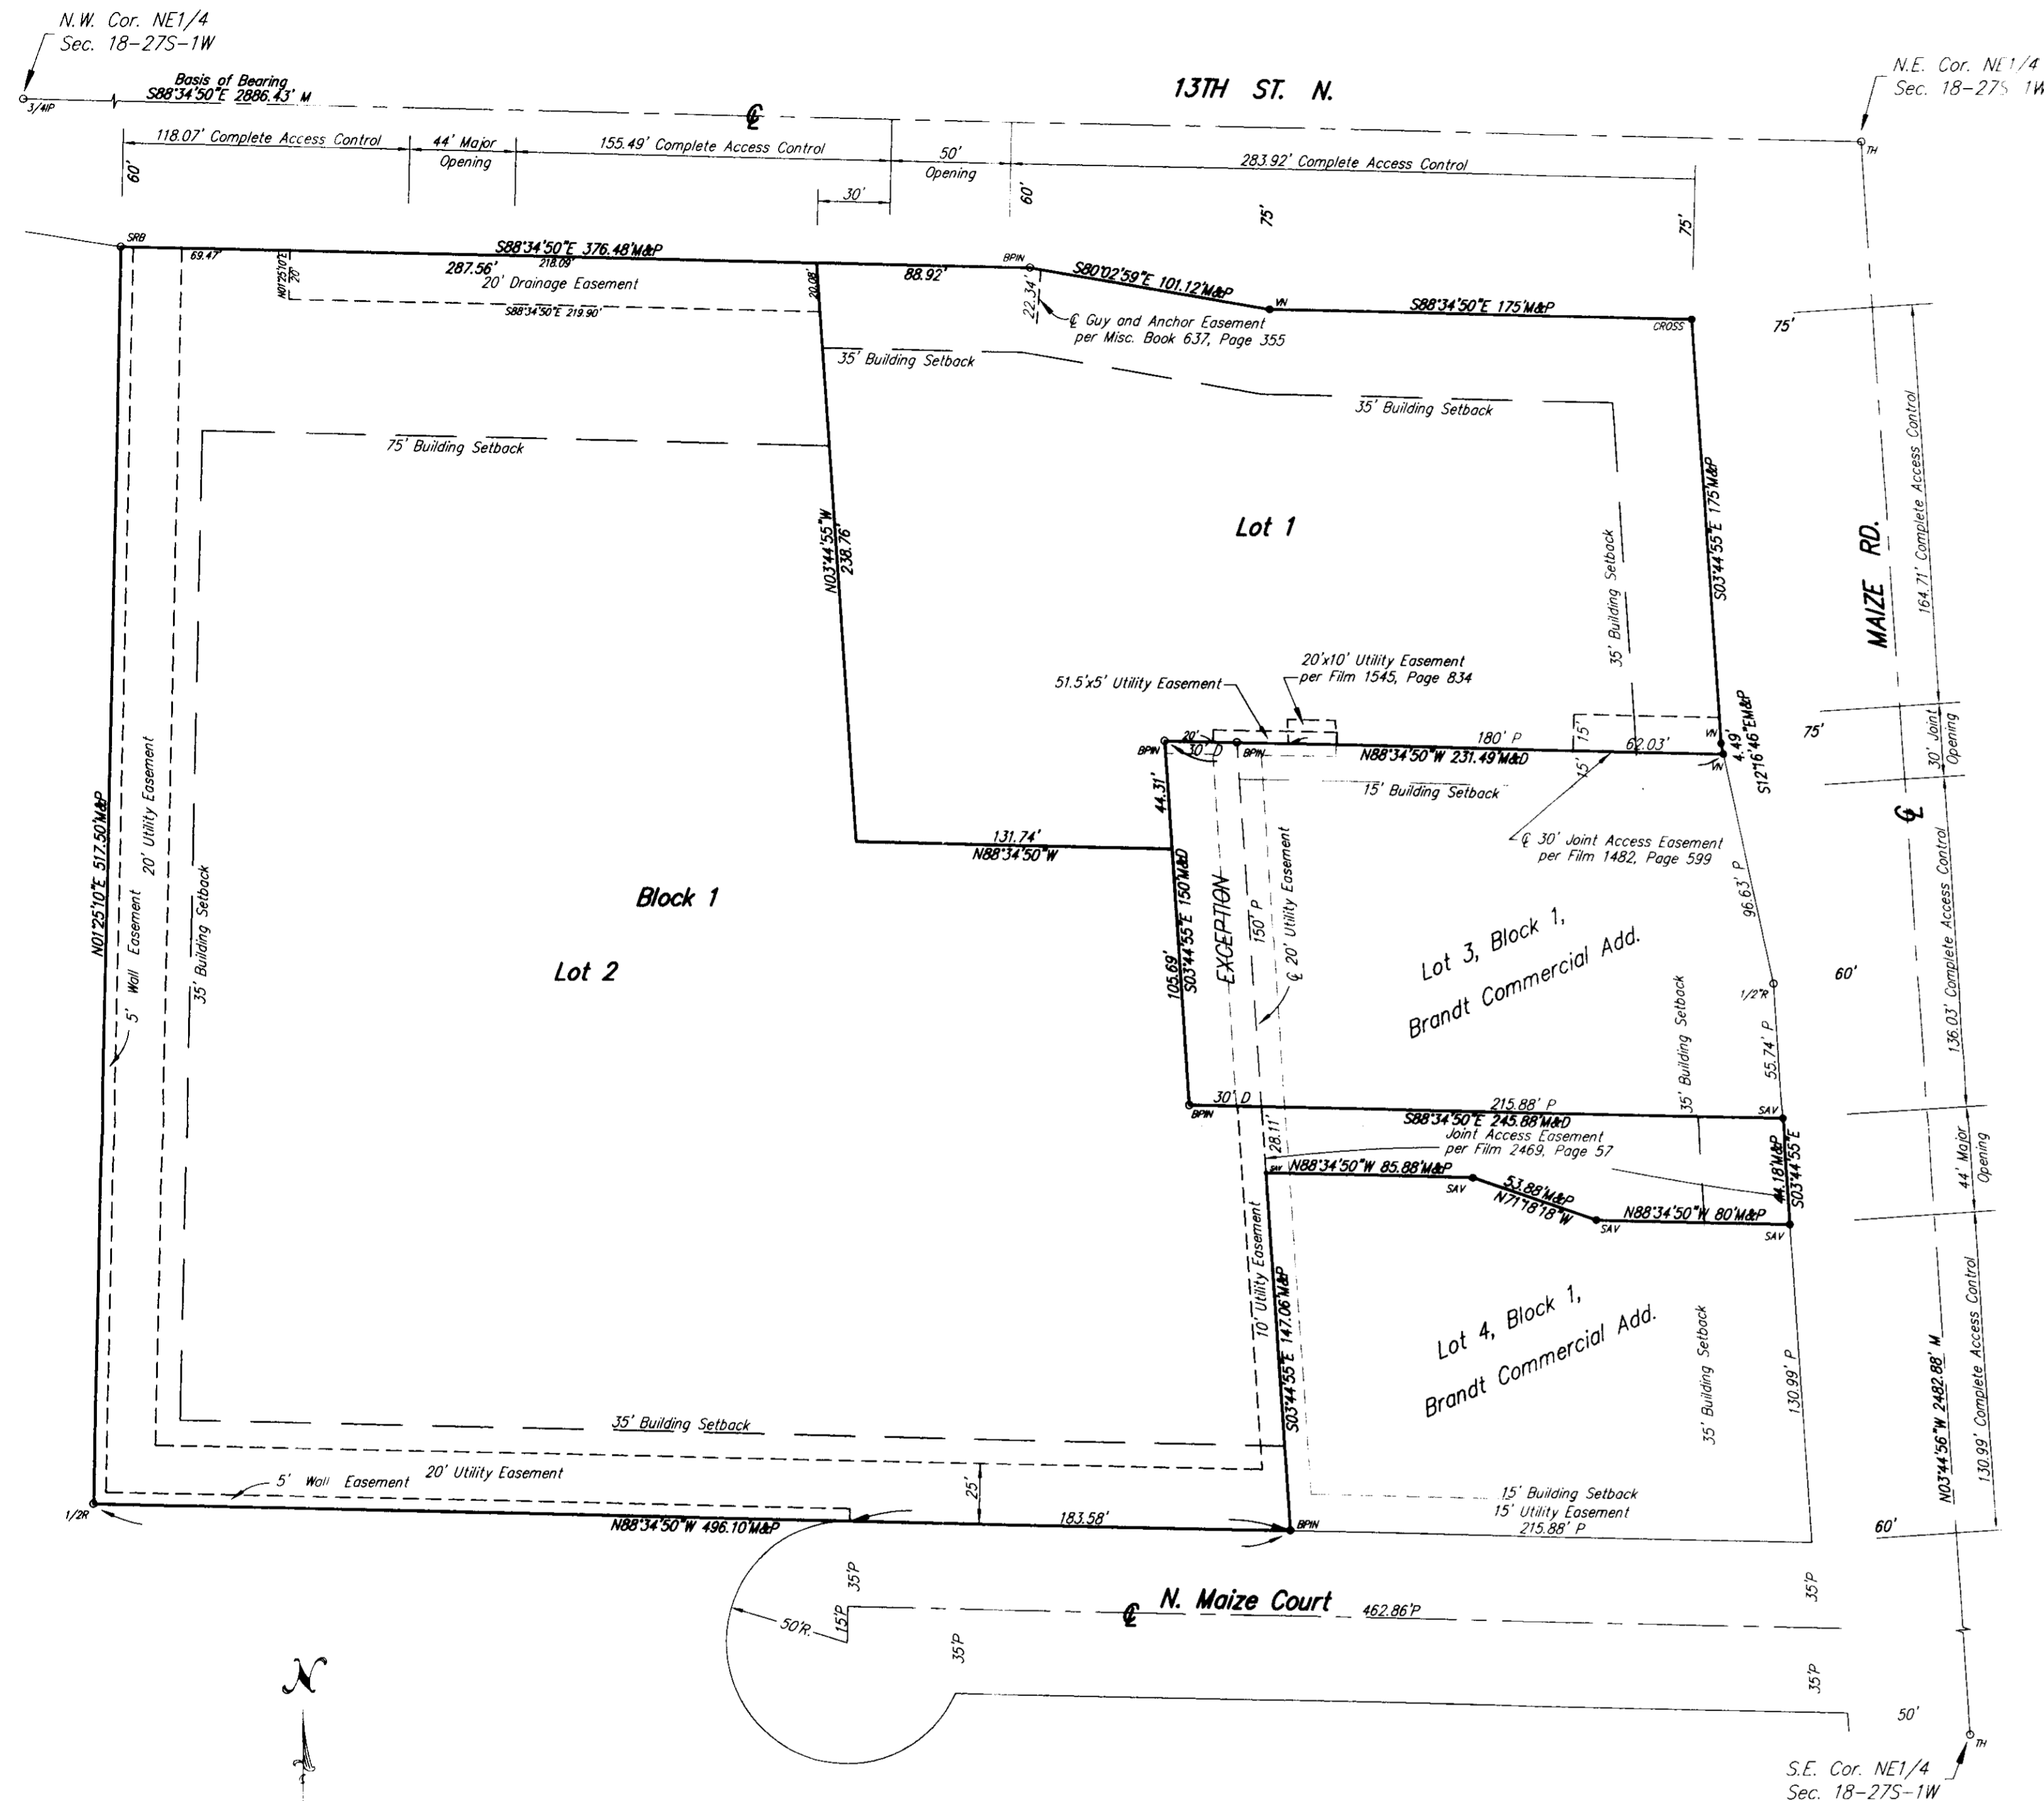 N.W. Cor. NE1/4
Sec. 18-27S-1W
N.E. Cor. NE1/4
Sec. 18-27S 1W
3/4IP
Basis of Bearing
S88°34'50"E 2886.43' M
13TH ST. N.
TH
118.07' Complete Access Control
44' Major
Opening
155.49' Complete Access Control
50'
Opening
283.92' Complete Access Control
60'
30'
60'
75'
75'
SRB
69.47'
S88°34'50"E 376.48'M&P
287.56'
218.09'
20' Drainage Easement
N01°25'10"E
20'
S88°34'50"E 219.90'
20.08'
88.92'
BPIN
S80°02'59"E 101.12'M&P
22.34'
VN
S88°34'50"E 175'M&P
CROSS
75'
℄ Guy and Anchor Easement
per Misc. Book 637, Page 355
35' Building Setback
35' Building Setback
75' Building Setback
N03°44'55"W
238.76'
Lot 1
35' Building Setback
S03°44'55"E 175'M&P
MAIZE RD.
164.71' Complete Access Control
20'x10' Utility Easement
per Film 1545, Page 834
51.5'x5' Utility Easement
BPIN
20'
30' D
BPIN
180' P
N88°34'50"W 231.49'M&D
15'
15'
62.03'
VN
VN
4.49'
S12°16'46"EM&P
75'
30' Joint
Opening
15' Building Setback
℄ 30' Joint Access Easement
per Film 1482, Page 599
44.31'
131.74'
N88°34'50"W
N01°25'10"E 517.50'M&P
5' Wall Easement
20' Utility Easement
35' Building Setback
Block 1
Lot 2
105.69'
S03°44'55"E 150'M&D
EXCEPTION
150' P
℄ 20' Utility Easement
Lot 3, Block 1,
Brandt Commercial Add.
96.63' P
1/2"R
60'
55.74' P
35' Building Setback
136.03' Complete Access Control
BPIN
30' D
215.88' P
S88°34'50"E 245.88'M&D
SAV
28.11'
Joint Access Easement
per Film 2469, Page 57
SAV
N88°34'50"W 85.88'M&P
SAV
53.88'M&P
N71°18'18"W
SAV
N88°34'50"W 80'M&P
SAV
44.18'M&P
S03°44'55"E
44' Major
Opening
10' Utility Easement
S03°44'55"E 147.06'M&P
Lot 4, Block 1,
Brandt Commercial Add.
35' Building Setback
130.99' P
N03°44'56"W 2482.88' M
130.99' Complete Access Control
35' Building Setback
5' Wall Easement
20' Utility Easement
25'
1/2R
N88°34'50"W 496.10'M&P
183.58'
BPIN
15' Building Setback
15' Utility Easement
215.88' P
60'
35'P
15'P
50'R.
35'P
℄ N. Maize Court
462.86'P
35'P
35'P
50'
TH
N
S.E. Cor. NE1/4
Sec. 18-27S-1W